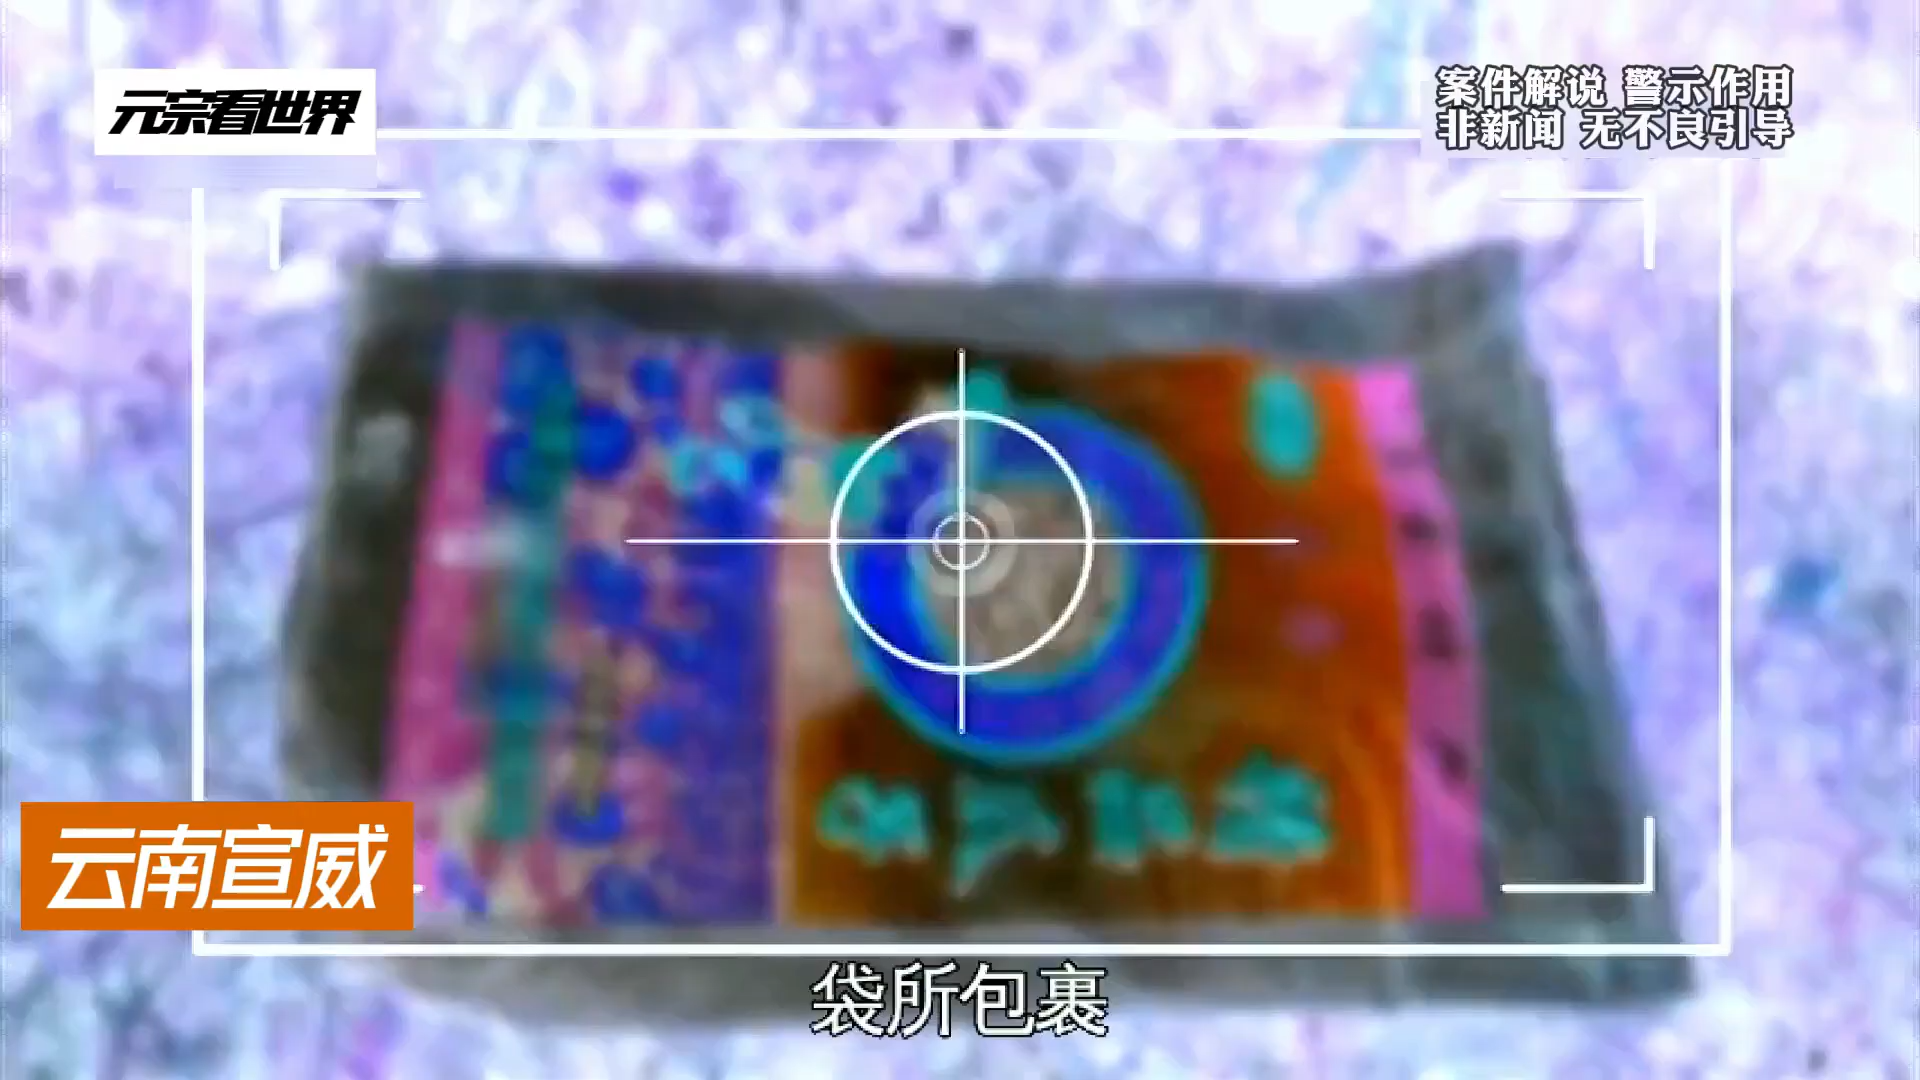 元宗看世界
案件解说 警示作用
非新闻 无不良引导
云南宣威
袋所包裹